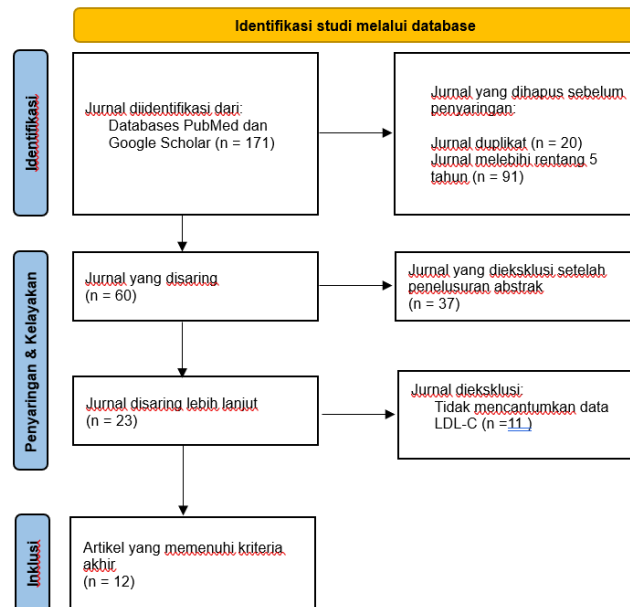 Identifikasi studi melalui database
Identifikasi
Jurnal diidentifikasi dari:
Databases PubMed dan
Google Scholar (n = 171)
Jurnal yang dihapus sebelum
penyaringan:
Jurnal duplikat (n = 20)
Jurnal melebihi rentang 5
tahun (n = 91)
Penyaringan & Kelayakan
Jurnal yang disaring
(n = 60)
Jurnal yang dieksklusi setelah
penelusuran abstrak
(n = 37)
Jurnal disaring lebih lanjut
(n = 23)
Jurnal dieksklusi:
Tidak mencantumkan data
LDL-C (n =11 )
Inklusi
Artikel yang memenuhi kriteria
akhir
(n = 12)